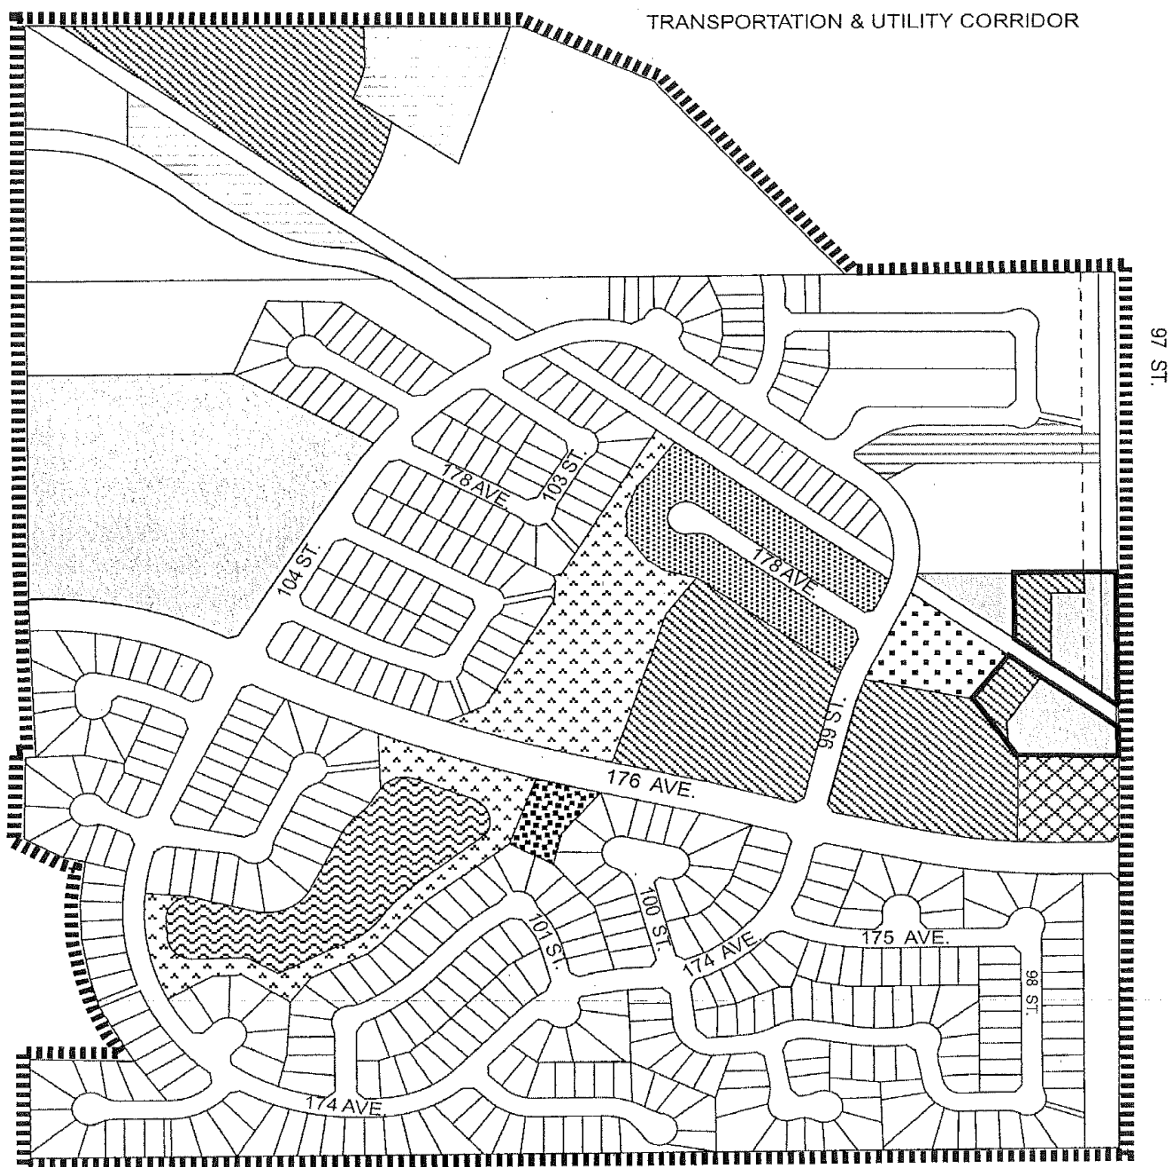 TRANSPORTATION & UTILITY CORRIDOR
97 ST.
178 AVE.
103 ST.
178 AVE.
104 ST.
99 ST.
176 AVE.
100 ST.
101 ST.
174 AVE.
175 AVE.
98 ST.
174 AVE.